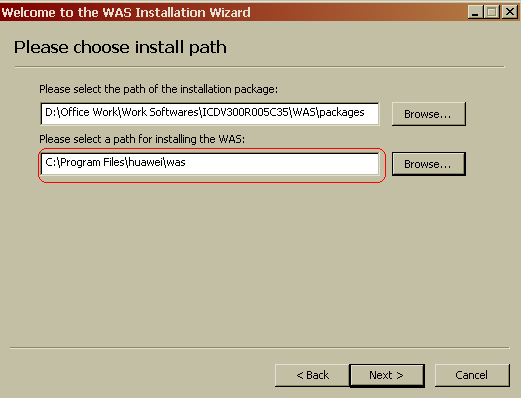 Welcome to the WAS Installation Wizard
Please choose install path
Please select the path of the installation package:
D:\Office Work\Work Softwares\ICDV300R005C35\WAS\packages
Browse...
Please select a path for installing the WAS:
C:\Program Files\huawei\was
Browse...
< Back
Next >
Cancel